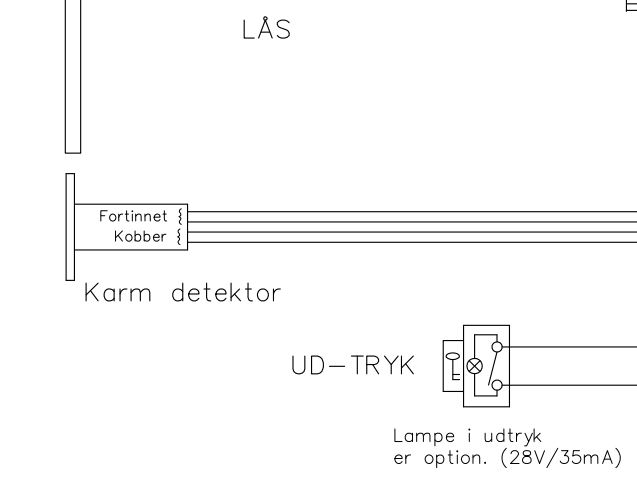 LÅS
Fortinnet
Kobber
Karm detektor
UD-TRYK
Lampe i udtryk
er option. (28V/35mA)